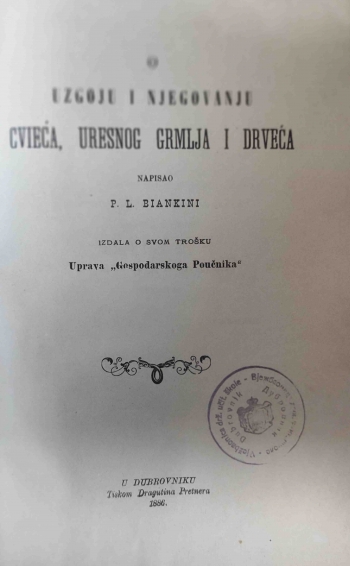 O
UZGOJU I NJEGOVANJU
CVIEĆA, URESNOG GRMLJA I DRVEĆA
NAPISAO
P. L. BIANKINI
IZDALA O SVOM TROŠKU
Uprava „Gospodarskoga Poučnika“
U DUBROVNIKU
Tiskom Dragutina Pretnera
1886.